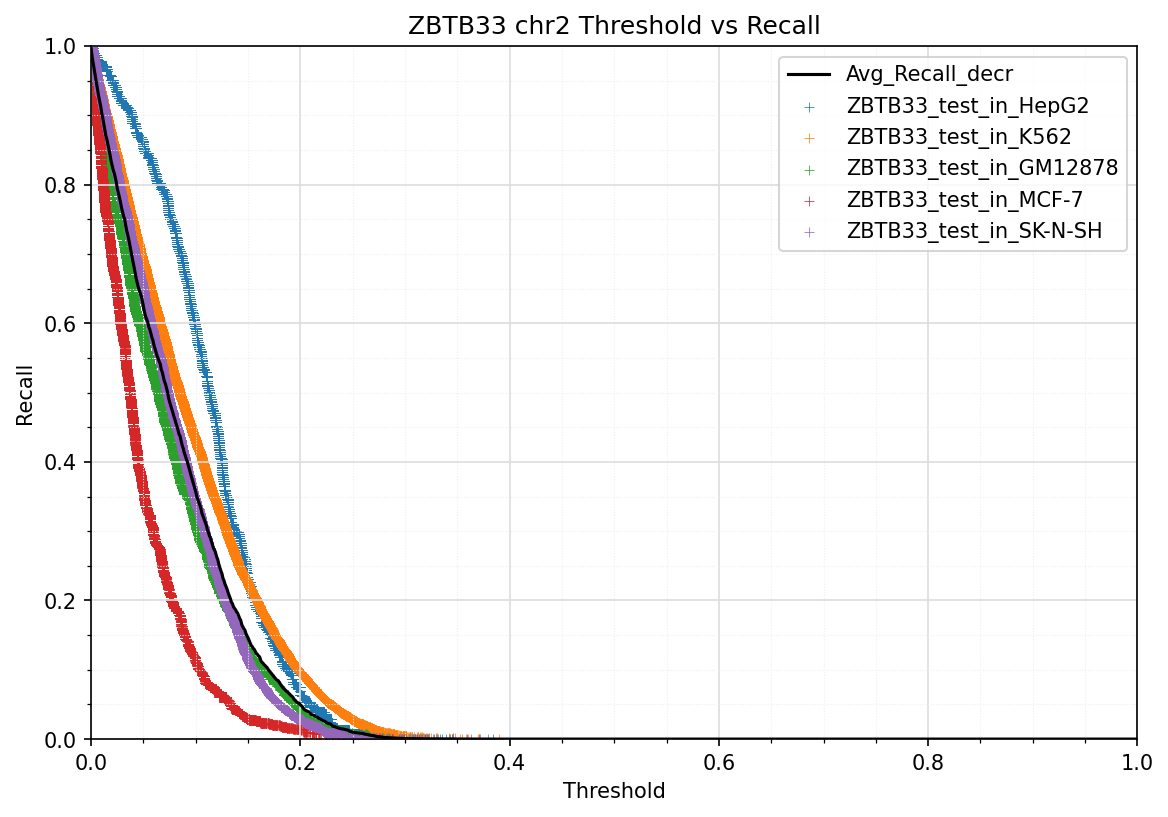 ZBTB33 chr2 Threshold vs Recall
1.0
0.8
0.6
0.4
0.2
0.0
Recall
Avg_Recall_decr
ZBTB33_test_in_HepG2
ZBTB33_test_in_K562
ZBTB33_test_in_GM12878
ZBTB33_test_in_MCF-7
ZBTB33_test_in_SK-N-SH
0.0 0.2 0.4 0.6 0.8 1.0
Threshold